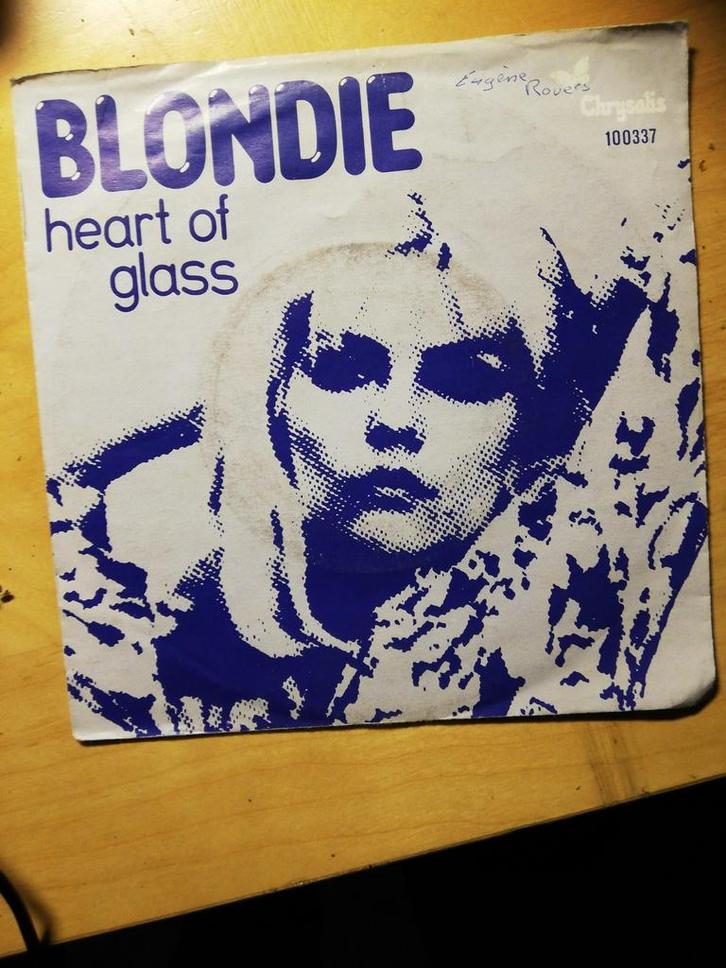 BLONDIE
heart of
glass
Eugène Rovers
Chrysalis
100337